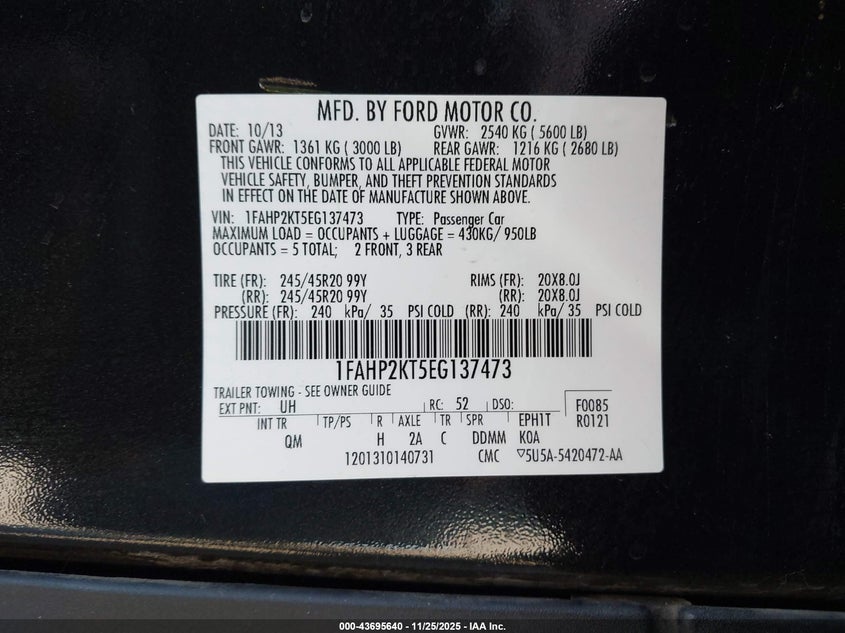 MFD. BY FORD MOTOR CO.
DATE: 10/13 GVWR: 2540 KG ( 5600 LB)
FRONT GAWR: 1361 KG ( 3000 LB) REAR GAWR: 1216 KG ( 2680 LB)
THIS VEHICLE CONFORMS TO ALL APPLICABLE FEDERAL MOTOR
VEHICLE SAFETY, BUMPER, AND THEFT PREVENTION STANDARDS
IN EFFECT ON THE DATE OF MANUFACTURE SHOWN ABOVE.
VIN: 1FAHP2KT5EG137473 TYPE: Passenger Car
MAXIMUM LOAD = OCCUPANTS + LUGGAGE = 430KG/ 950LB
OCCUPANTS = 5 TOTAL; 2 FRONT, 3 REAR
TIRE (FR): 245/45R20 99Y RIMS (FR): 20X8.0J
(RR): 245/45R20 99Y (RR): 20X8.0J
PRESSURE (FR): 240 kPa/ 35 PSI COLD (RR): 240 kPa/ 35 PSI COLD
1FAHP2KT5EG137473
TRAILER TOWING - SEE OWNER GUIDE
EXT PNT: UH RC: 52 DSO: F0085
INT TR TP/PS R AXLE TR SPR EPH1T R0121
QM H 2A C DDMM KOA
1201310140731 CMC ▽5U5A-5420472-AA
000-43695640 - 11/25/2025 - IAA Inc.